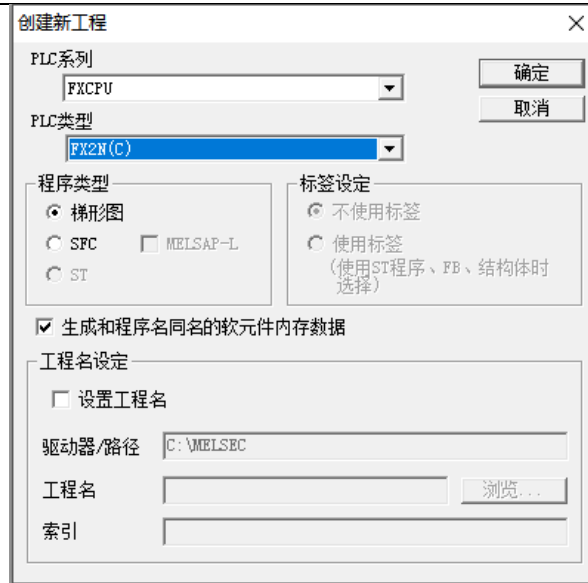 创建新工程
PLC系列
FXCPU
确定
取消
PLC类型
FX2N(C)
程序类型
梯形图
SFC
MELSAP-L
ST
标签设定
不使用标签
使用标签
(使用ST程序、FB、结构体时
选择)
生成和程序名同名的软元件内存数据
工程名设定
设置工程名
驱动器/路径
C:\MELSEC
工程名
浏览...
索引